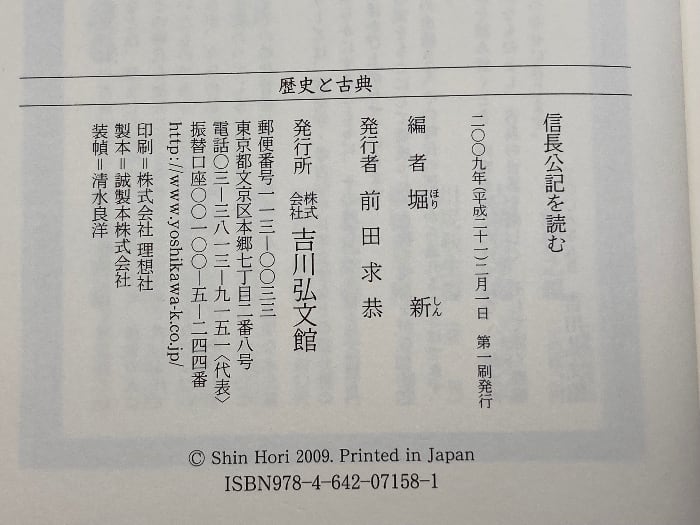 歴史と古典
信長公記を読む
二〇〇九年(平成二十一)二月一日 第一刷発行
編者 堀 新
ほり しん
発行者 前田求恭
発行所 株式会社 吉川弘文館
郵便番号一一三―〇〇三三
東京都文京区本郷七丁目二番八号
電話〇三―三八一三―九一五一〈代表〉
振替口座〇〇一〇〇―五―二四四番
http://www.yoshikawa-k.co.jp/
印刷＝株式会社 理想社
製本＝誠製本株式会社
装幀＝清水良洋
© Shin Hori 2009. Printed in Japan
ISBN978-4-642-07158-1